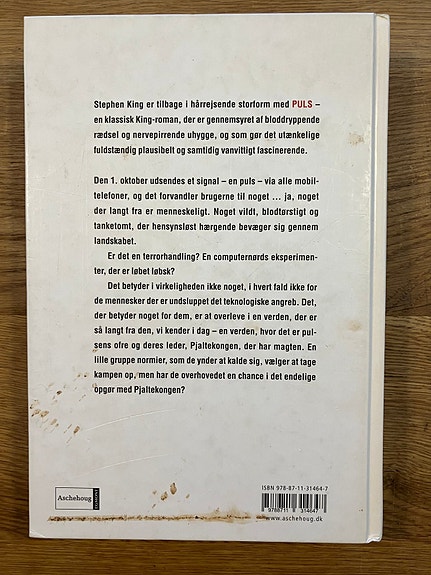 Stephen King er tilbage i hårrejsende storform med PULS –
en klassisk King-roman, der er gennemsyret af bloddryppende
rædsel og nervepirrende uhygge, og som gør det utænkelige
fuldstændig plausibelt og samtidig vanvittigt fascinerende.
Den 1. oktober udsendes et signal – en puls – via alle mobil-
telefoner, og det forvandler brugerne til noget ... ja, noget
der langt fra er menneskeligt. Noget vildt, blodtørstigt og
tanketomt, der hensynsløst hærgende bevæger sig gennem
landskabet.
Er det en terrorhandling? En computernørds eksperimen-
ter, der er løbet løbsk?
Det betyder i virkeligheden ikke noget, i hvert fald ikke for
de mennesker der er undsluppet det teknologiske angreb. Det,
der betyder noget for dem, er at overleve i en verden, der er
så langt fra den, vi kender i dag – en verden, hvor det er pul-
sens ofre og deres leder, Pjaltekongen, der har magten. En
lille gruppe normier, som de ynder at kalde sig, vælger at tage
kampen op, men har de overhovedet en chance i det endelige
opgør med Pjaltekongen?
ISBN 978-87-11-31464-7
9 788711 314647
www.aschehoug.dk
Aschehoug